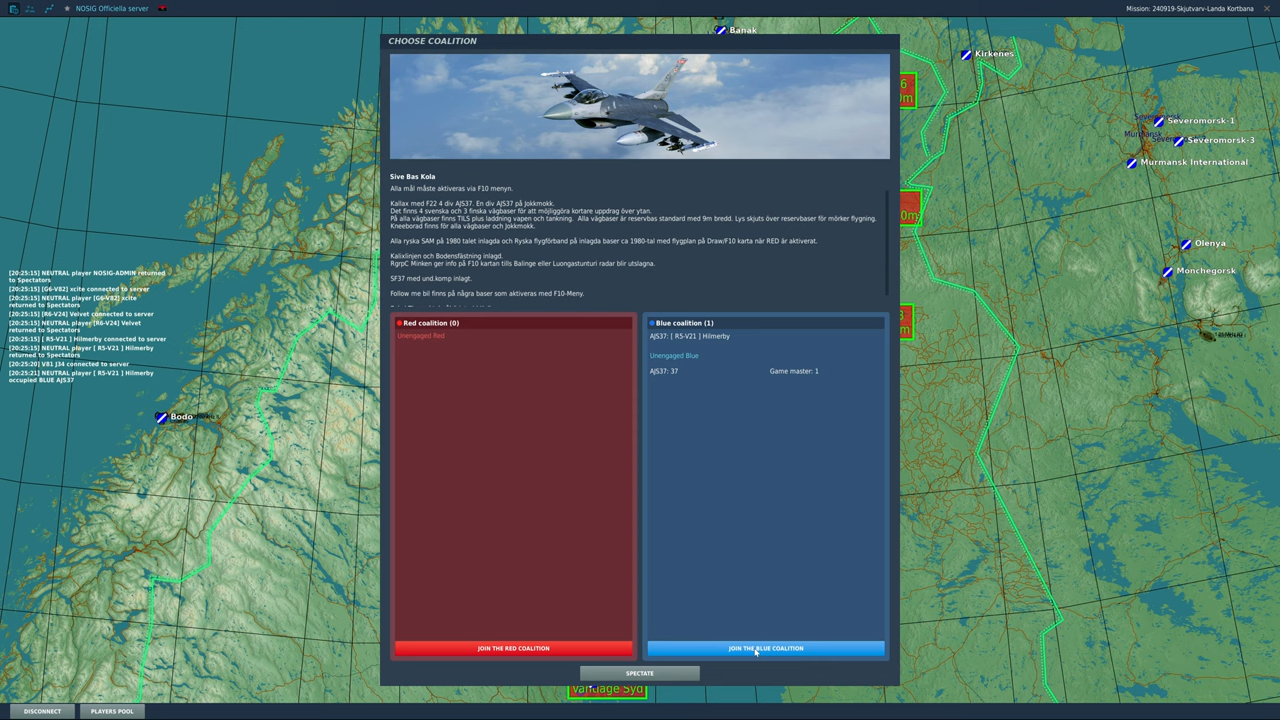 NOSIG Officiella server
Mission: 240919-Skjutvarv-Landa Kortbana
CHOOSE COALITION
Banak
Kirkenes
Severomorsk-1
Murmansk
Severomorsk-3
Murmansk International
Olenya
Monchegorsk
Bodo
Sive Bas Kola
Alla mål måste aktiveras via F10 menyn.
Kallax med F22 4 div AJS37. En div AJS37 på Jokkmokk.
Det finns 4 svenska och 3 finska vägbaser för att möjliggöra kortare uppdrag över ytan.
På alla vägbaser finns TILS plus laddning vapen och tankning.  Alla vägbaser är reservbas standard med 9m bredd. Lys skjuts över reservbaser för mörker flygning.
Kneeborad finns för alla vägbaser och Jokkmokk.
Alla ryska SAM på 1980 talet inlagda och Ryska flygförband på inlagda baser ca 1980-tal med flygplan på Draw/F10 karta när RED är aktiverat.
Kalixlinjen och Bodensfästning inlagd.
RgrpC Minken ger info på F10 kartan tills Balinge eller Luongastunturi radar blir utslagna.
SF37 med und.komp inlagt.
Follow me bil finns på några baser som aktiveras med F10-Meny.
[20:25:15] NEUTRAL player NOSIG-ADMIN returned
to Spectators
[20:25:15] [G6-V82] xcite connected to server
[20:25:15] NEUTRAL player [G6-V82] xcite
returned to Spectators
[20:25:15] [R6-V24] Velvet connected to server
[20:25:15] NEUTRAL player [R6-V24] Velvet
returned to Spectators
[20:25:15] [ R5-V21 ] Hilmerby connected to server
[20:25:15] NEUTRAL player [ R5-V21 ] Hilmerby
returned to Spectators
[20:25:20] V81 J34 connected to server
[20:25:21] NEUTRAL player [ R5-V21 ] Hilmerby
occupied BLUE AJS37
Red coalition (0)
Unengaged Red
JOIN THE RED COALITION
Blue coalition (1)
AJS37: [ R5-V21 ] Hilmerby
Unengaged Blue
AJS37: 37
Game master: 1
JOIN THE BLUE COALITION
SPECTATE
Vantage Syd
DISCONNECT
PLAYERS POOL